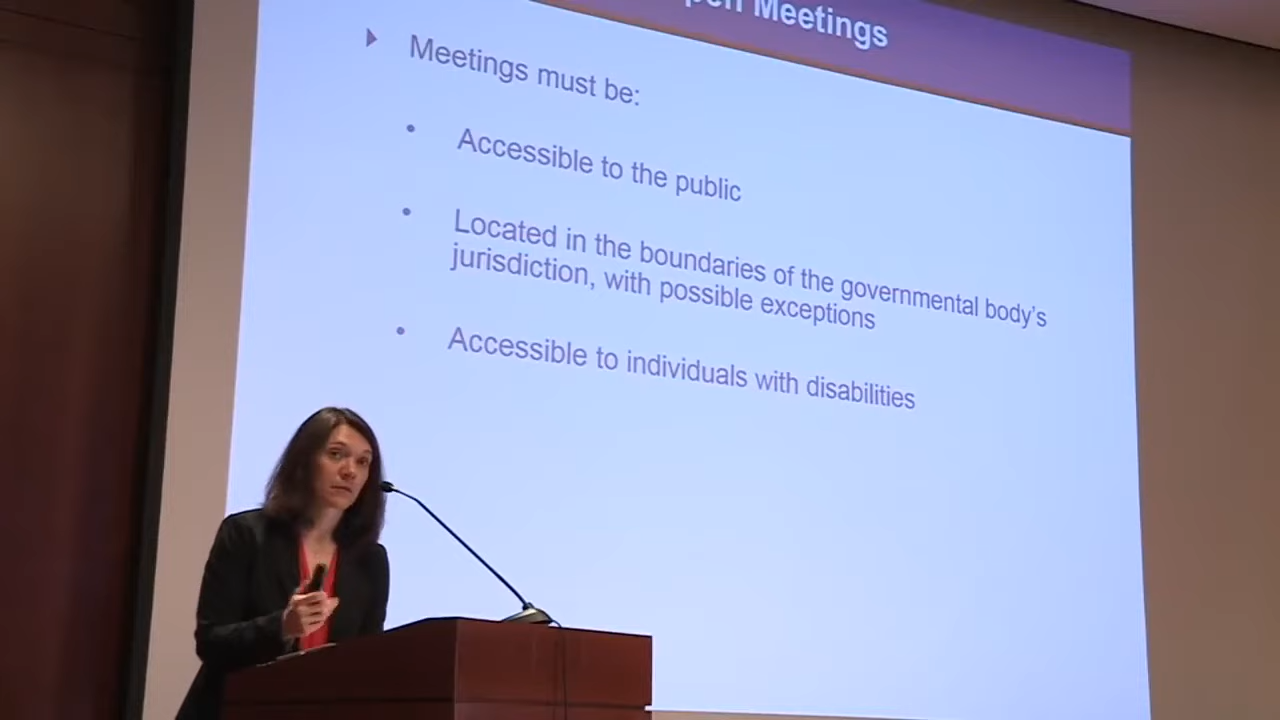 Meetings
Meetings must be:
Accessible to the public
Located in the boundaries of the governmental body's
jurisdiction, with possible exceptions
Accessible to individuals with disabilities